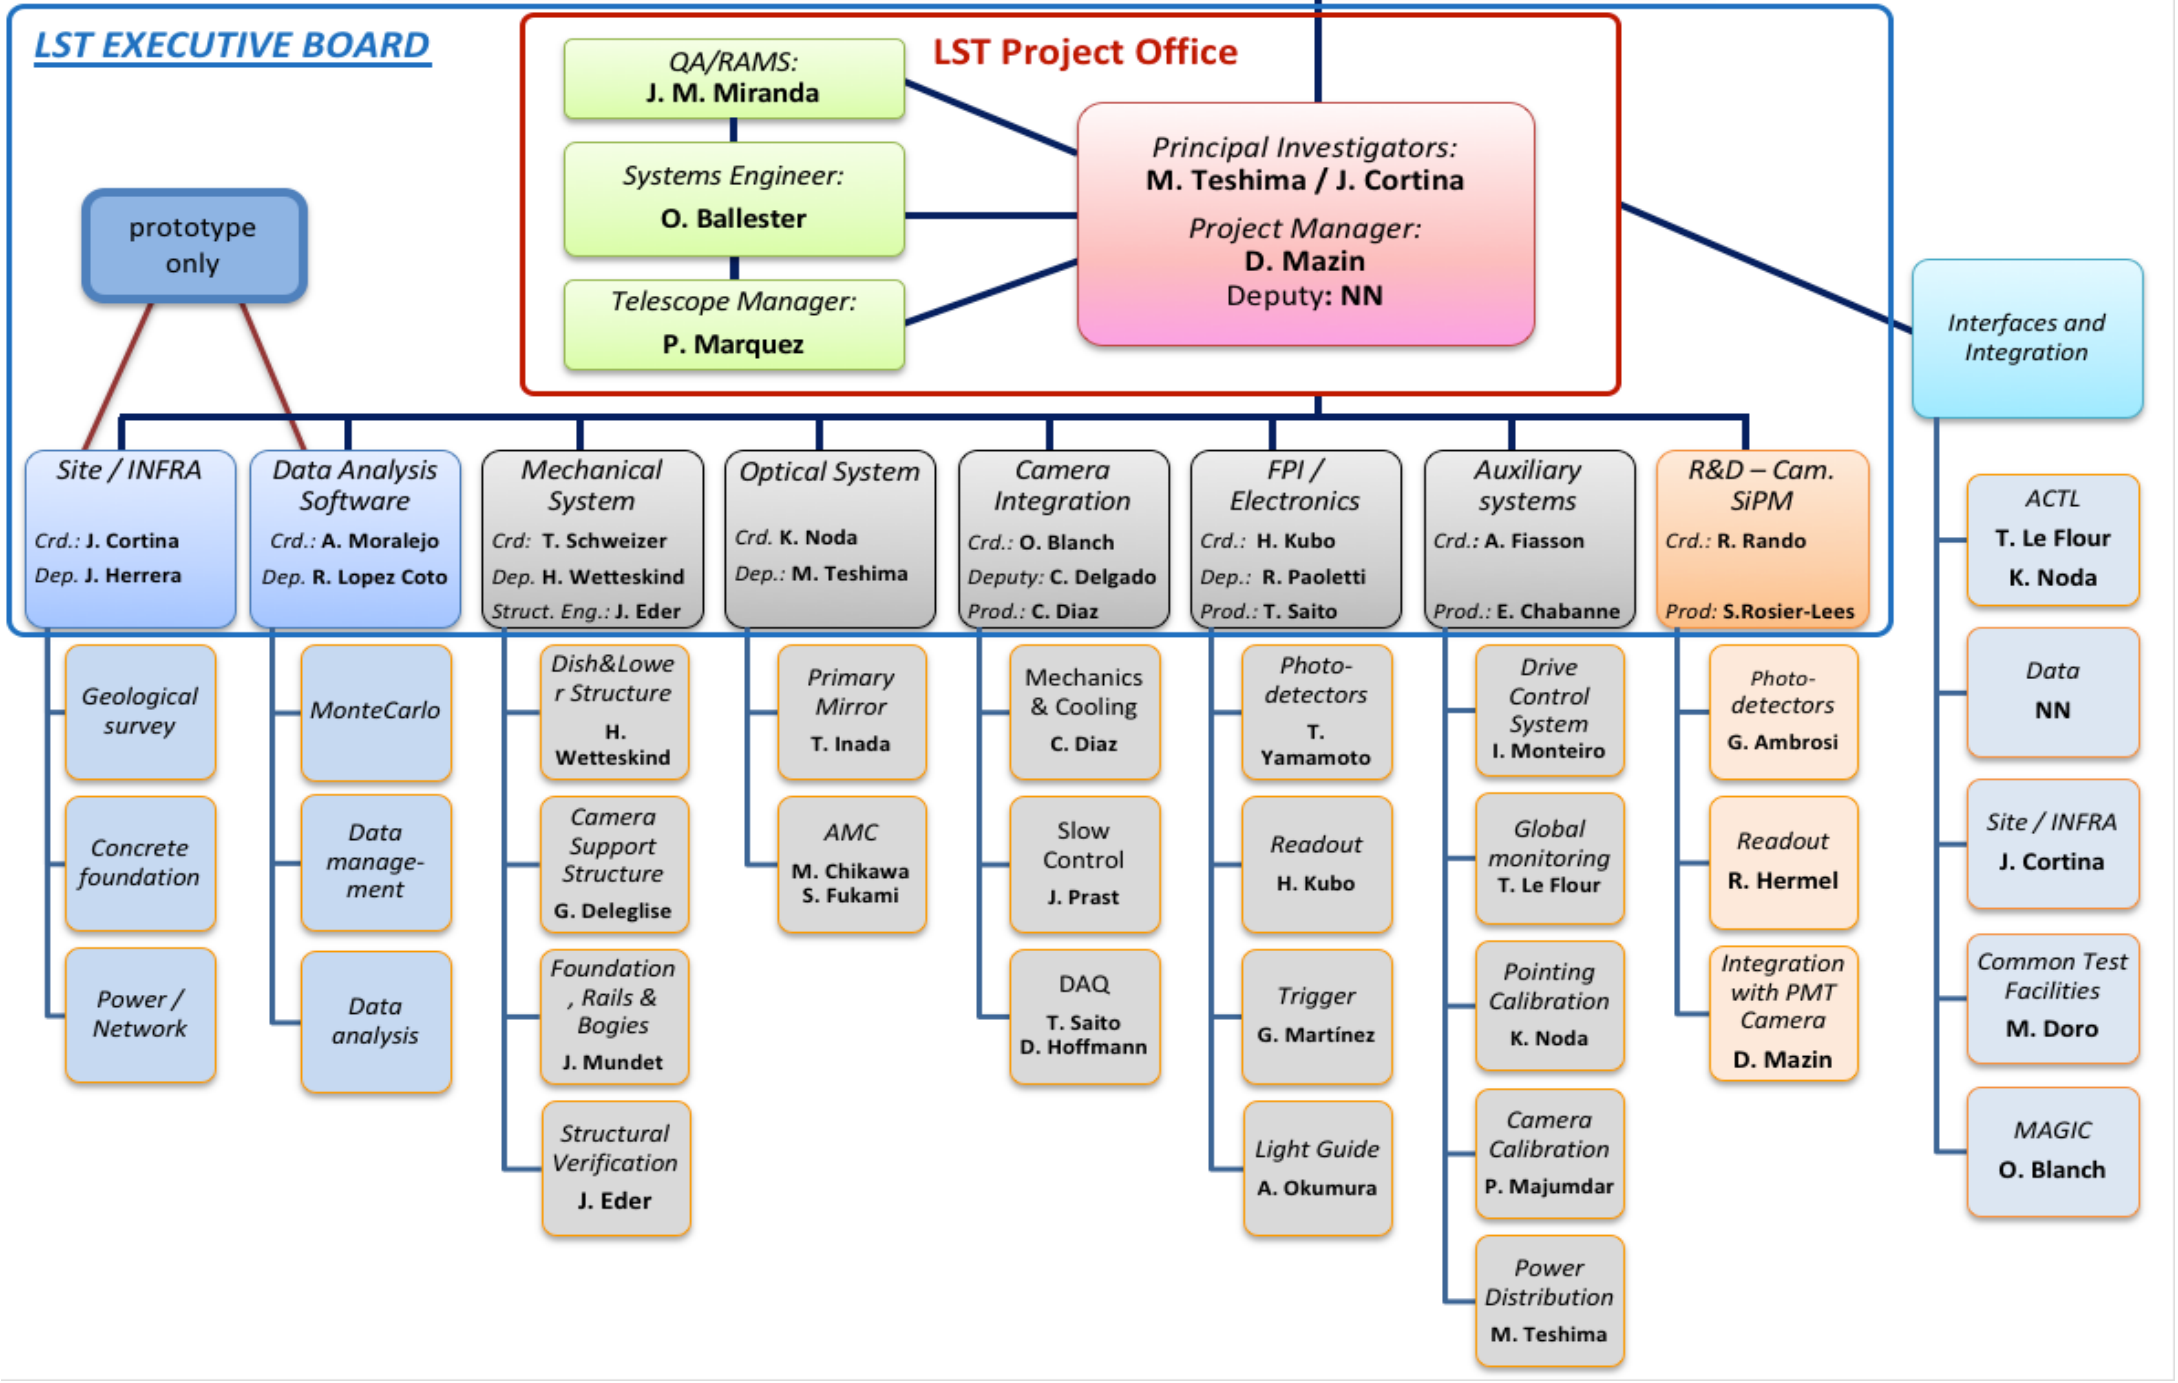 LST EXECUTIVE BOARD
LST Project Office
QA/RAMS:
J. M. Miranda
Systems Engineer:
O. Ballester
Telescope Manager:
P. Marquez
Principal Investigators:
M. Teshima / J. Cortina
Project Manager:
D. Mazin
Deputy: NN
prototype
only
Interfaces and
Integration
Site / INFRA
Crd.: J. Cortina
Dep. J. Herrera
Data Analysis
Software
Crd.: A. Moralejo
Dep. R. Lopez Coto
Mechanical
System
Crd: T. Schweizer
Dep. H. Wetteskind
Struct. Eng.: J. Eder
Optical System
Crd. K. Noda
Dep.: M. Teshima
Camera
Integration
Crd.: O. Blanch
Deputy: C. Delgado
Prod.: C. Diaz
FPI /
Electronics
Crd.: H. Kubo
Dep.: R. Paoletti
Prod.: T. Saito
Auxiliary
systems
Crd.: A. Fiasson
Prod.: E. Chabanne
R&D – Cam.
SiPM
Crd.: R. Rando
Prod: S.Rosier-Lees
Geological
survey
Concrete
foundation
Power /
Network
MonteCarlo
Data
manage-
ment
Data
analysis
Dish&Lowe
r Structure
H.
Wetteskind
Camera
Support
Structure
G. Deleglise
Foundation
, Rails &
Bogies
J. Mundet
Structural
Verification
J. Eder
Primary
Mirror
T. Inada
AMC
M. Chikawa
S. Fukami
Mechanics
& Cooling
C. Diaz
Slow
Control
J. Prast
DAQ
T. Saito
D. Hoffmann
Photo-
detectors
T.
Yamamoto
Readout
H. Kubo
Trigger
G. Martínez
Light Guide
A. Okumura
Drive
Control
System
I. Monteiro
Global
monitoring
T. Le Flour
Pointing
Calibration
K. Noda
Camera
Calibration
P. Majumdar
Power
Distribution
M. Teshima
Photo-
detectors
G. Ambrosi
Readout
R. Hermel
Integration
with PMT
Camera
D. Mazin
ACTL
T. Le Flour
K. Noda
Data
NN
Site / INFRA
J. Cortina
Common Test
Facilities
M. Doro
MAGIC
O. Blanch